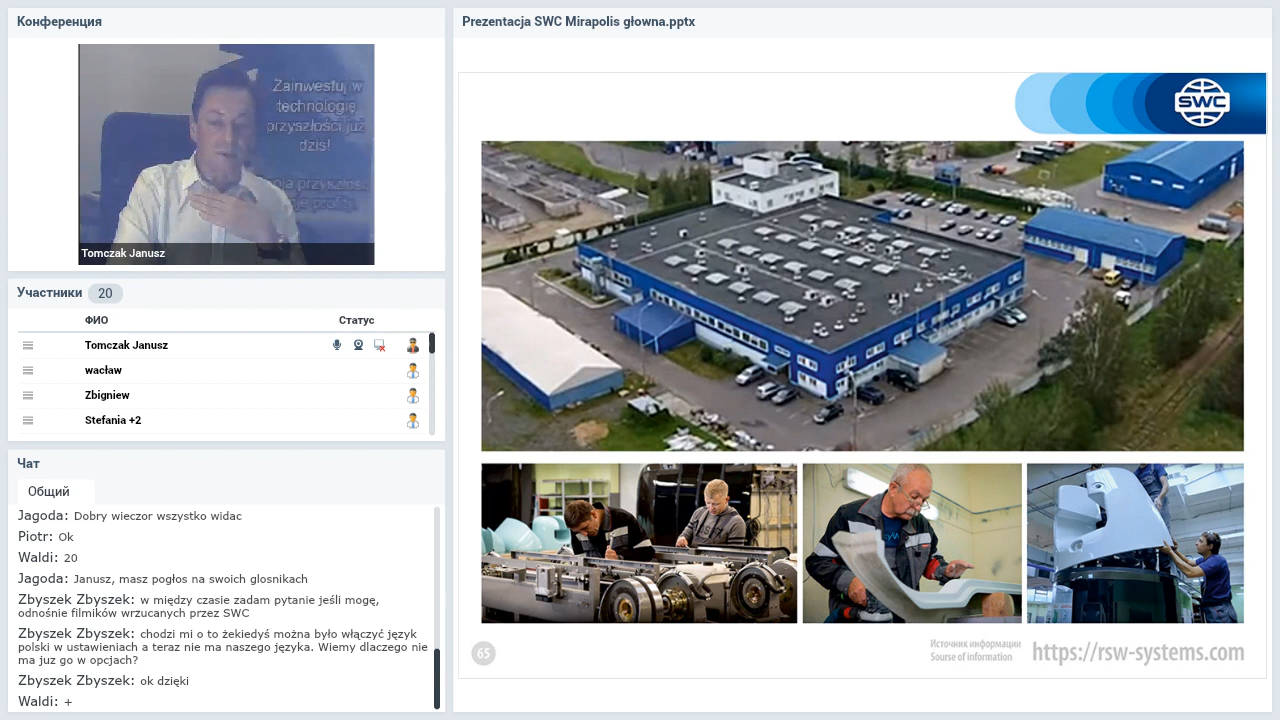 Конференция
Zainwestuj w
technologię
przyszłości już
dziś!
Tomczak Janusz
Участники 20
ФИО Статус
Tomczak Janusz
wacław
Zbigniew
Stefania +2
Чат
Общий
Jagoda: Dobry wieczor wszystko widac
Piotr: Ok
Waldi: 20
Jagoda: Janusz, masz pogłos na swoich glosnikach
Zbyszek Zbyszek: w między czasie zadam pytanie jeśli mogę,
odnośnie filmików wrzucanych przez SWC
Zbyszek Zbyszek: chodzi mi o to żekiedyś można było włączyć język
polski w ustawieniach a teraz nie ma naszego języka. Wiemy dlaczego nie
ma juz go w opcjach?
Zbyszek Zbyszek: ok dzięki
Waldi: +
Prezentacja SWC Mirapolis głowna.pptx
SWC
65
Источник информации
Sourse of information
https://rsw-systems.com